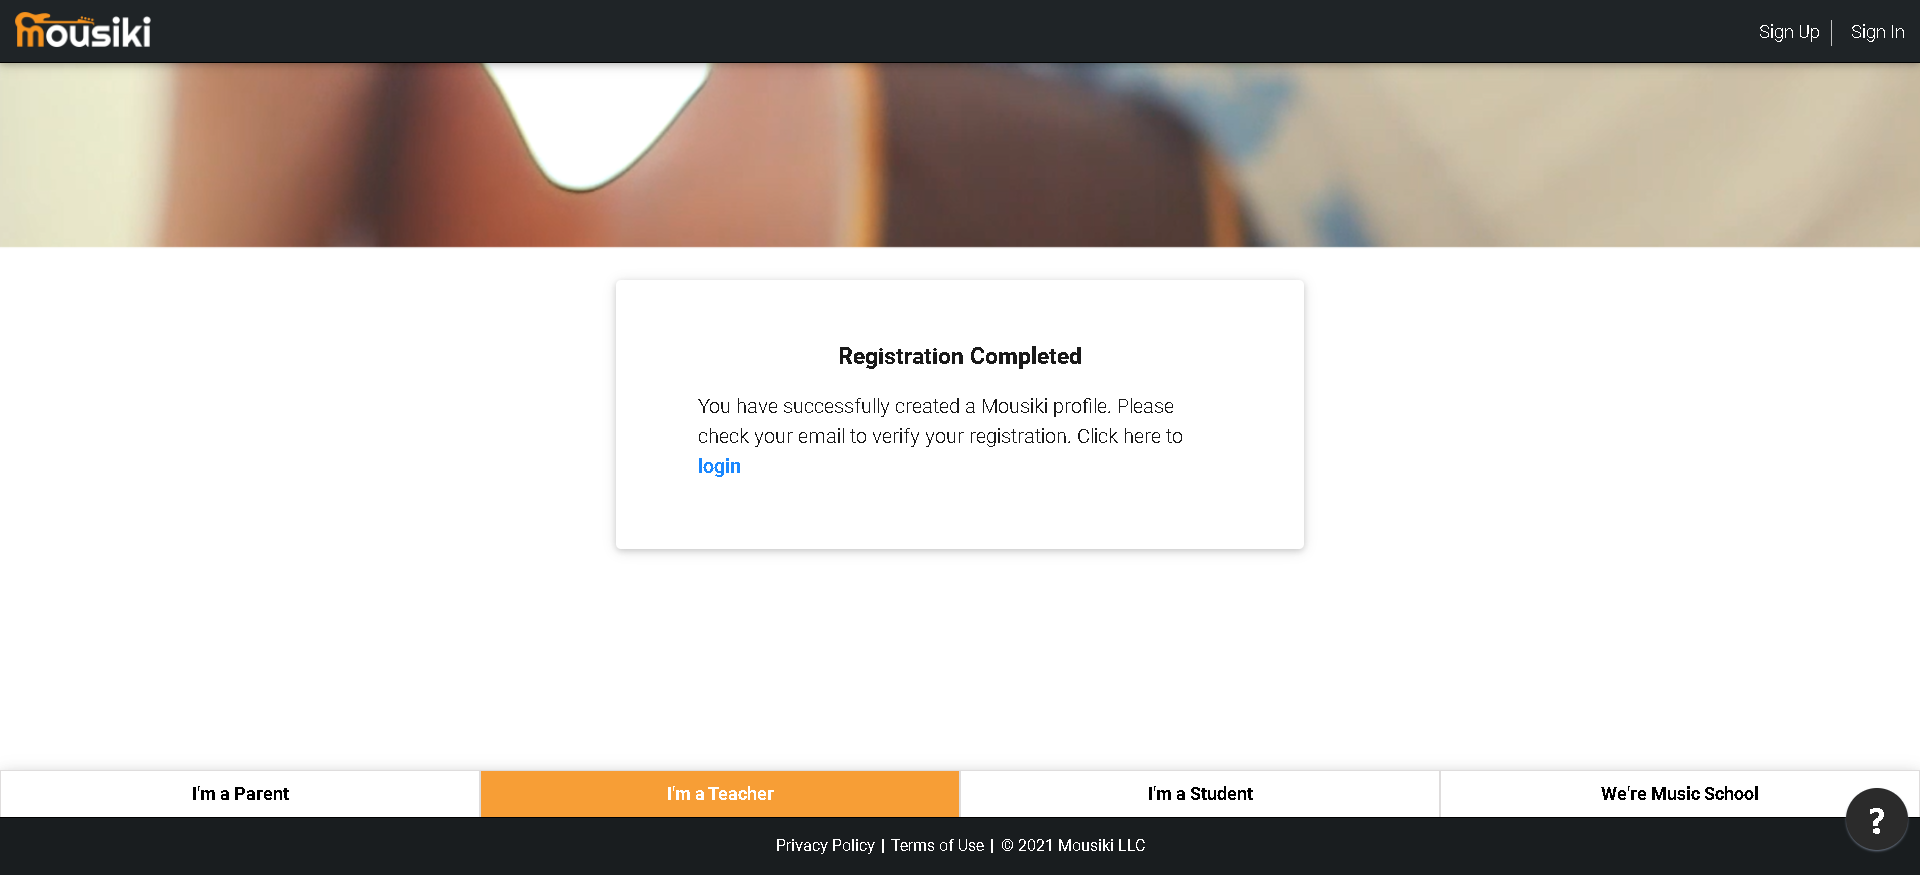 mousiki
Sign Up | Sign In
Registration Completed
You have successfully created a Mousiki profile. Please
check your email to verify your registration. Click here to
login
I'm a Parent
I'm a Teacher
I'm a Student
We're Music School
?
Privacy Policy | Terms of Use | © 2021 Mousiki LLC